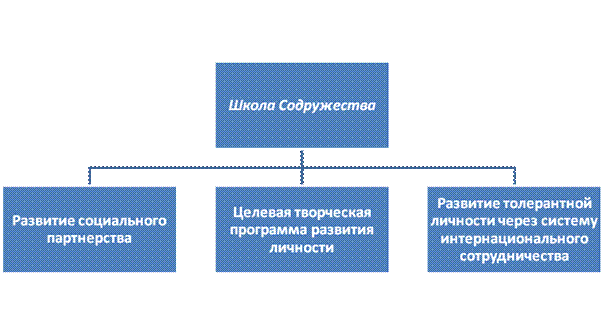 Школа Содружества
Развитие социального
партнерства
Целевая творческая
программа развития
личности
Развитие толерантной
личности через систему
интернационального
сотрудничества